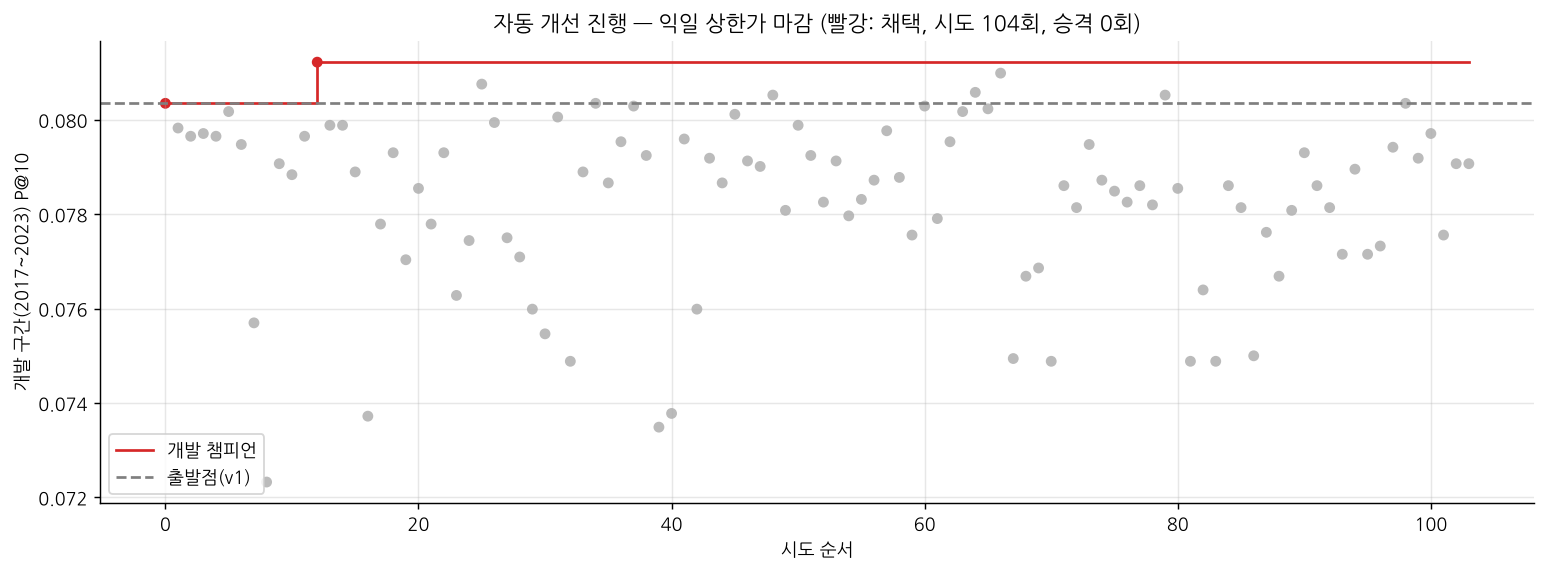 자동 개선 진행 — 익일 상한가 마감 (빨강: 채택, 시도 104회, 승격 0회)
개발 구간(2017~2023) P@10
0.080
0.078
0.076
0.074
0.072
개발 챔피언
출발점(v1)
0
20
40
60
80
100
시도 순서